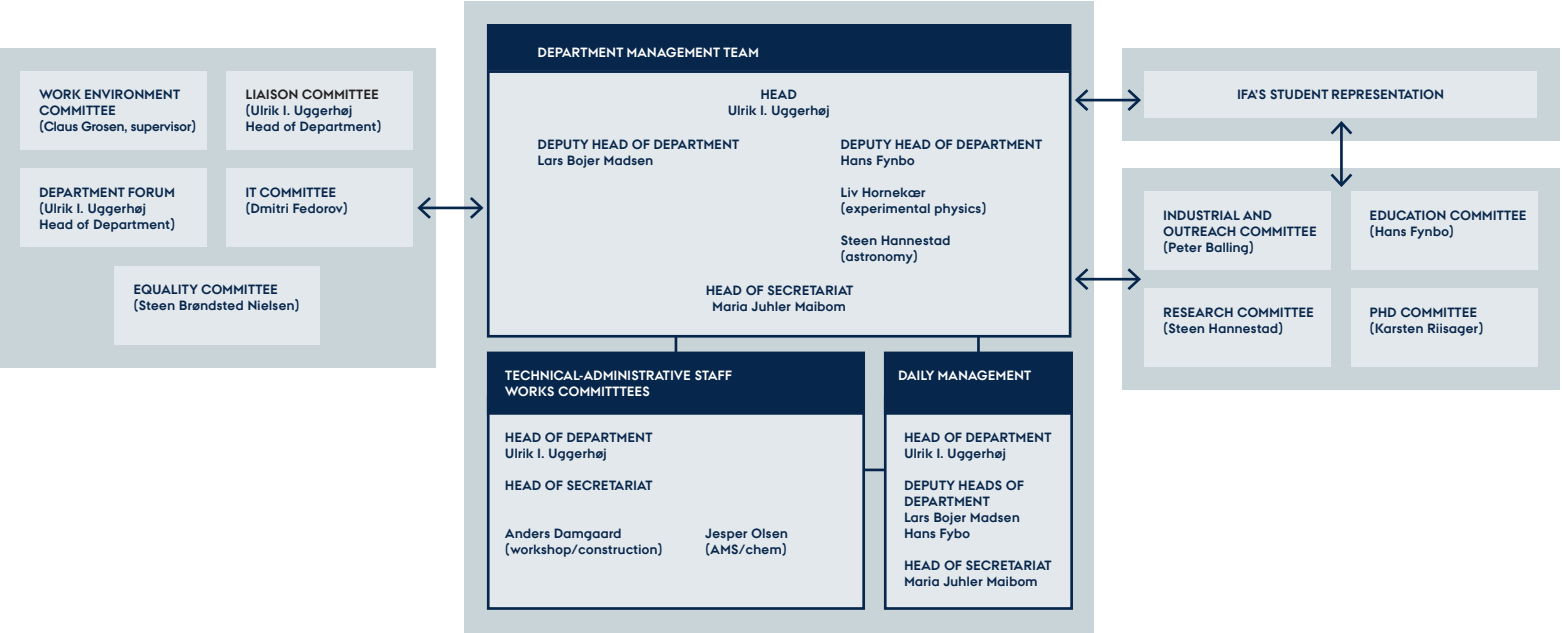 WORK ENVIRONMENT
COMMITTEE
(Claus Grosen, supervisor)
LIAISON COMMITTEE
(Ulrik I. Uggerhøj
Head of Department)
DEPARTMENT FORUM
(Ulrik I. Uggerhøj
Head of Department)
IT COMMITTEE
(Dmitri Fedorov)
EQUALITY COMMITTEE
(Steen Brøndsted Nielsen)
DEPARTMENT MANAGEMENT TEAM
HEAD
Ulrik I. Uggerhøj
DEPUTY HEAD OF DEPARTMENT
Lars Bojer Madsen
DEPUTY HEAD OF DEPARTMENT
Hans Fynbo
Liv Hornekær
(experimental physics)
Steen Hannestad
(astronomy)
HEAD OF SECRETARIAT
Maria Juhler Maibom
TECHNICAL-ADMINISTRATIVE STAFF
WORKS COMMITTTEES
HEAD OF DEPARTMENT
Ulrik I. Uggerhøj
HEAD OF SECRETARIAT
Anders Damgaard
(workshop/construction)
Jesper Olsen
(AMS/chem)
DAILY MANAGEMENT
HEAD OF DEPARTMENT
Ulrik I. Uggerhøj
DEPUTY HEADS OF
DEPARTMENT
Lars Bojer Madsen
Hans Fybo
HEAD OF SECRETARIAT
Maria Juhler Maibom
IFA'S STUDENT REPRESENTATION
INDUSTRIAL AND
OUTREACH COMMITTEE
(Peter Balling)
EDUCATION COMMITTEE
(Hans Fynbo)
RESEARCH COMMITTEE
(Steen Hannestad)
PHD COMMITTEE
(Karsten Riisager)